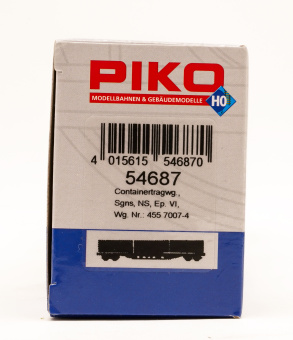 PIKO
MODELLBAHNEN & GEBÄUDEMODELLE
H0
4 015615 546870
54687
Containertragwg.,
Sgns, NS, Ep. VI,
Wg. Nr.: 455 7007-4